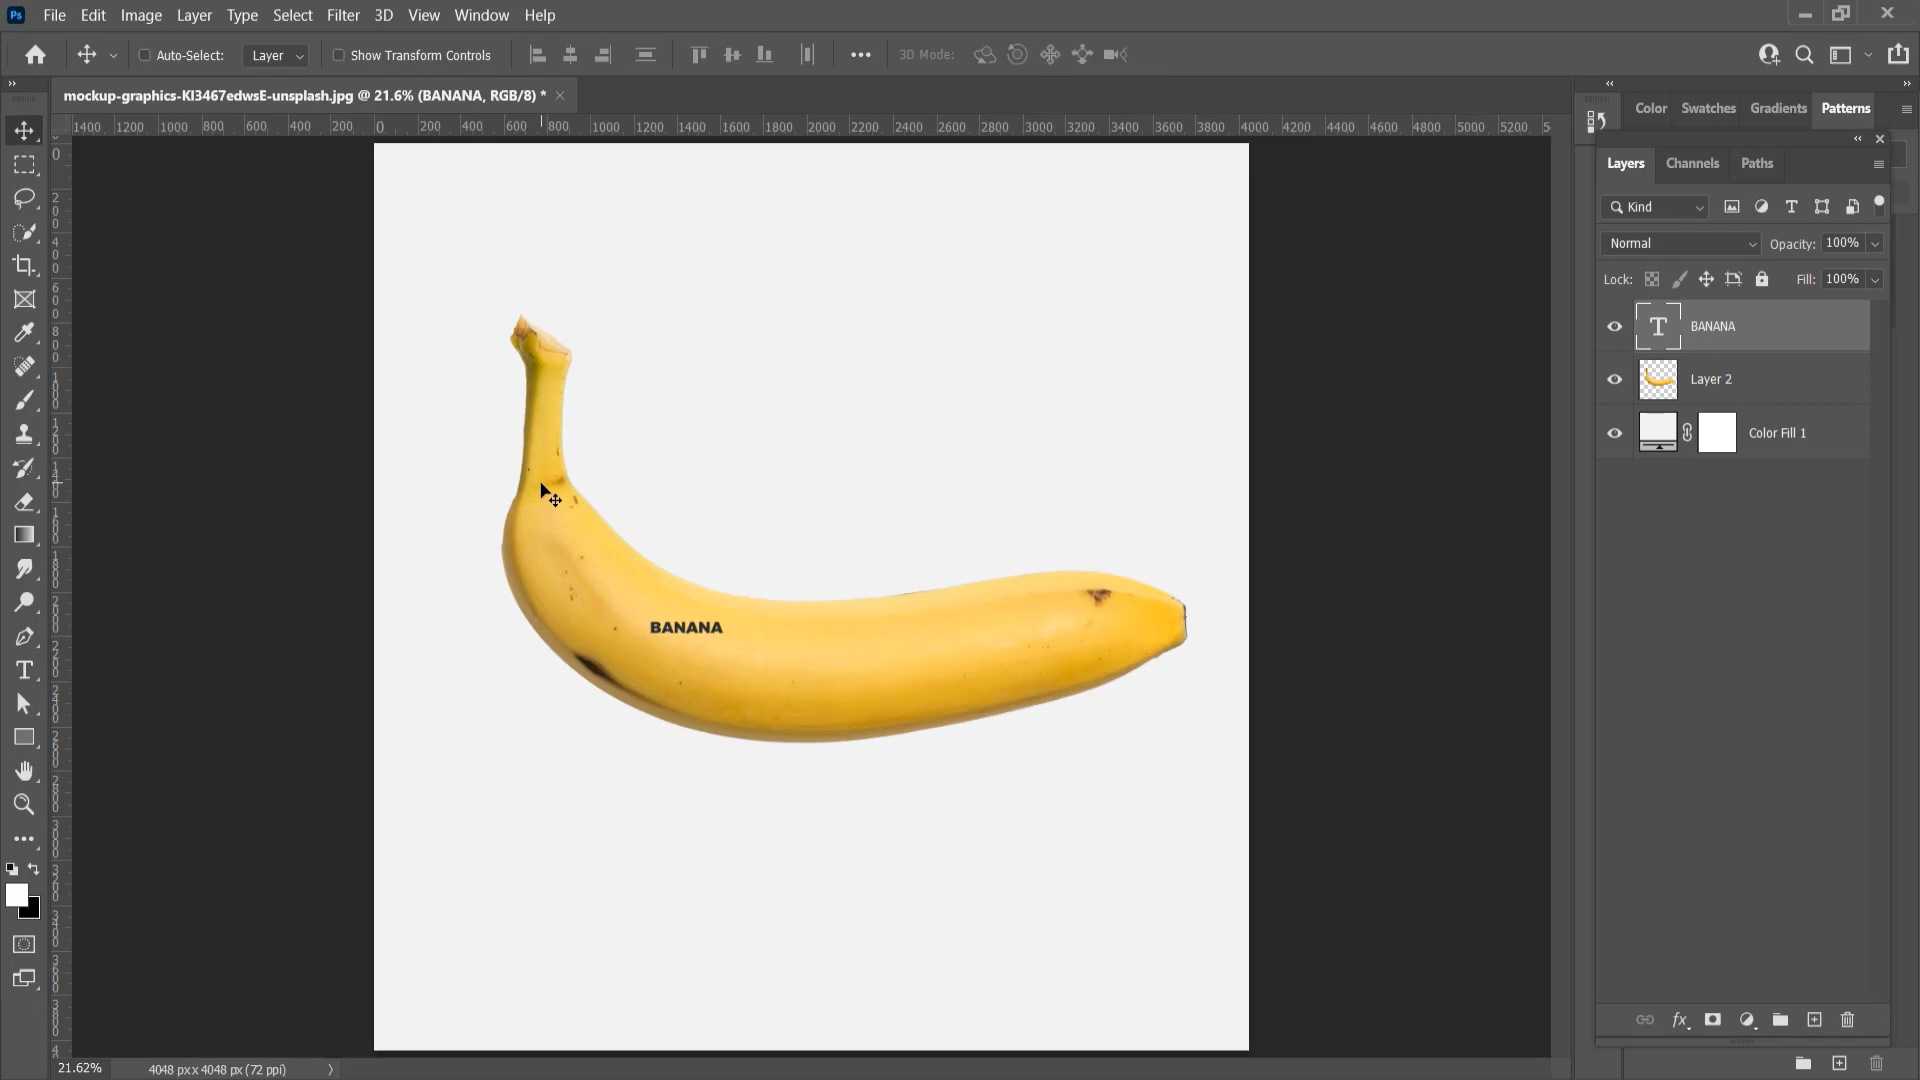 Ps File Edit Image Layer Type Select Filter 3D View Window Help
Auto-Select: Layer Show Transform Controls 3D Mode:
mockup-graphics-KI3467edwsE-unsplash.jpg @ 21.6% (BANANA, RGB/8) *
1400 1200 1000 800 600 400 200 0 200 400 600 800 1000 1200 1400 1600 1800 2000 2200 2400 2600 2800 3000 3200 3400 3600 3800 4000 4200 4400 4600 4800 5000 5200 5
Color Swatches Gradients Patterns
Layers Channels Paths
Kind
Normal Opacity: 100%
Lock: Fill: 100%
T BANANA
Layer 2
Color Fill 1
BANANA
fx
21.62% 4048 px x 4048 px (72 ppi)